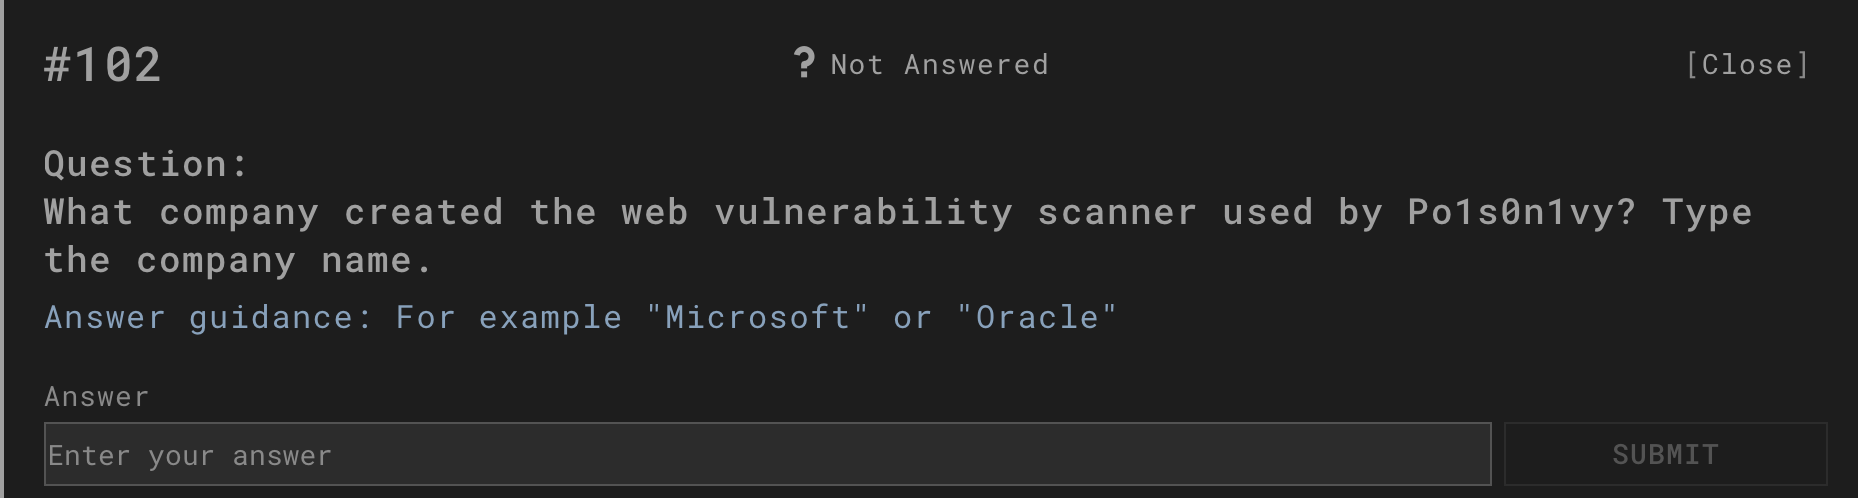 #102
? Not Answered
[Close]
Question:
What company created the web vulnerability scanner used by Po1s0n1vy? Type
the company name.
Answer guidance: For example "Microsoft" or "Oracle"
Answer
Enter your answer
SUBMIT